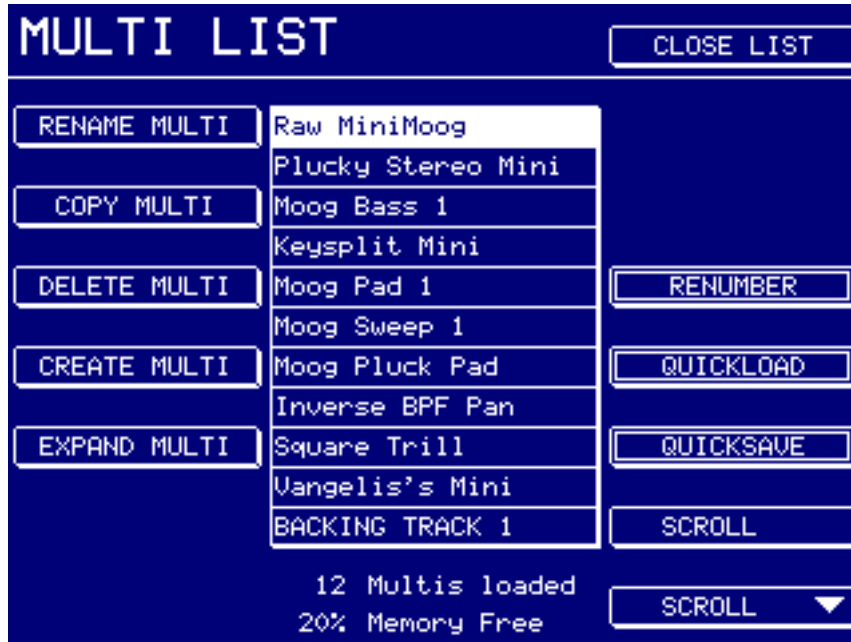 MULTI LIST
CLOSE LIST
RENAME MULTI
Raw MiniMoog
Plucky Stereo Mini
COPY MULTI
Moog Bass 1
Keysplit Mini
DELETE MULTI
Moog Pad 1
RENUMBER
Moog Sweep 1
CREATE MULTI
Moog Pluck Pad
QUICKLOAD
Inverse BPF Pan
EXPAND MULTI
Square Trill
QUICKSAVE
Vangelis's Mini
BACKING TRACK 1
SCROLL
12 Multis loaded
20% Memory Free
SCROLL